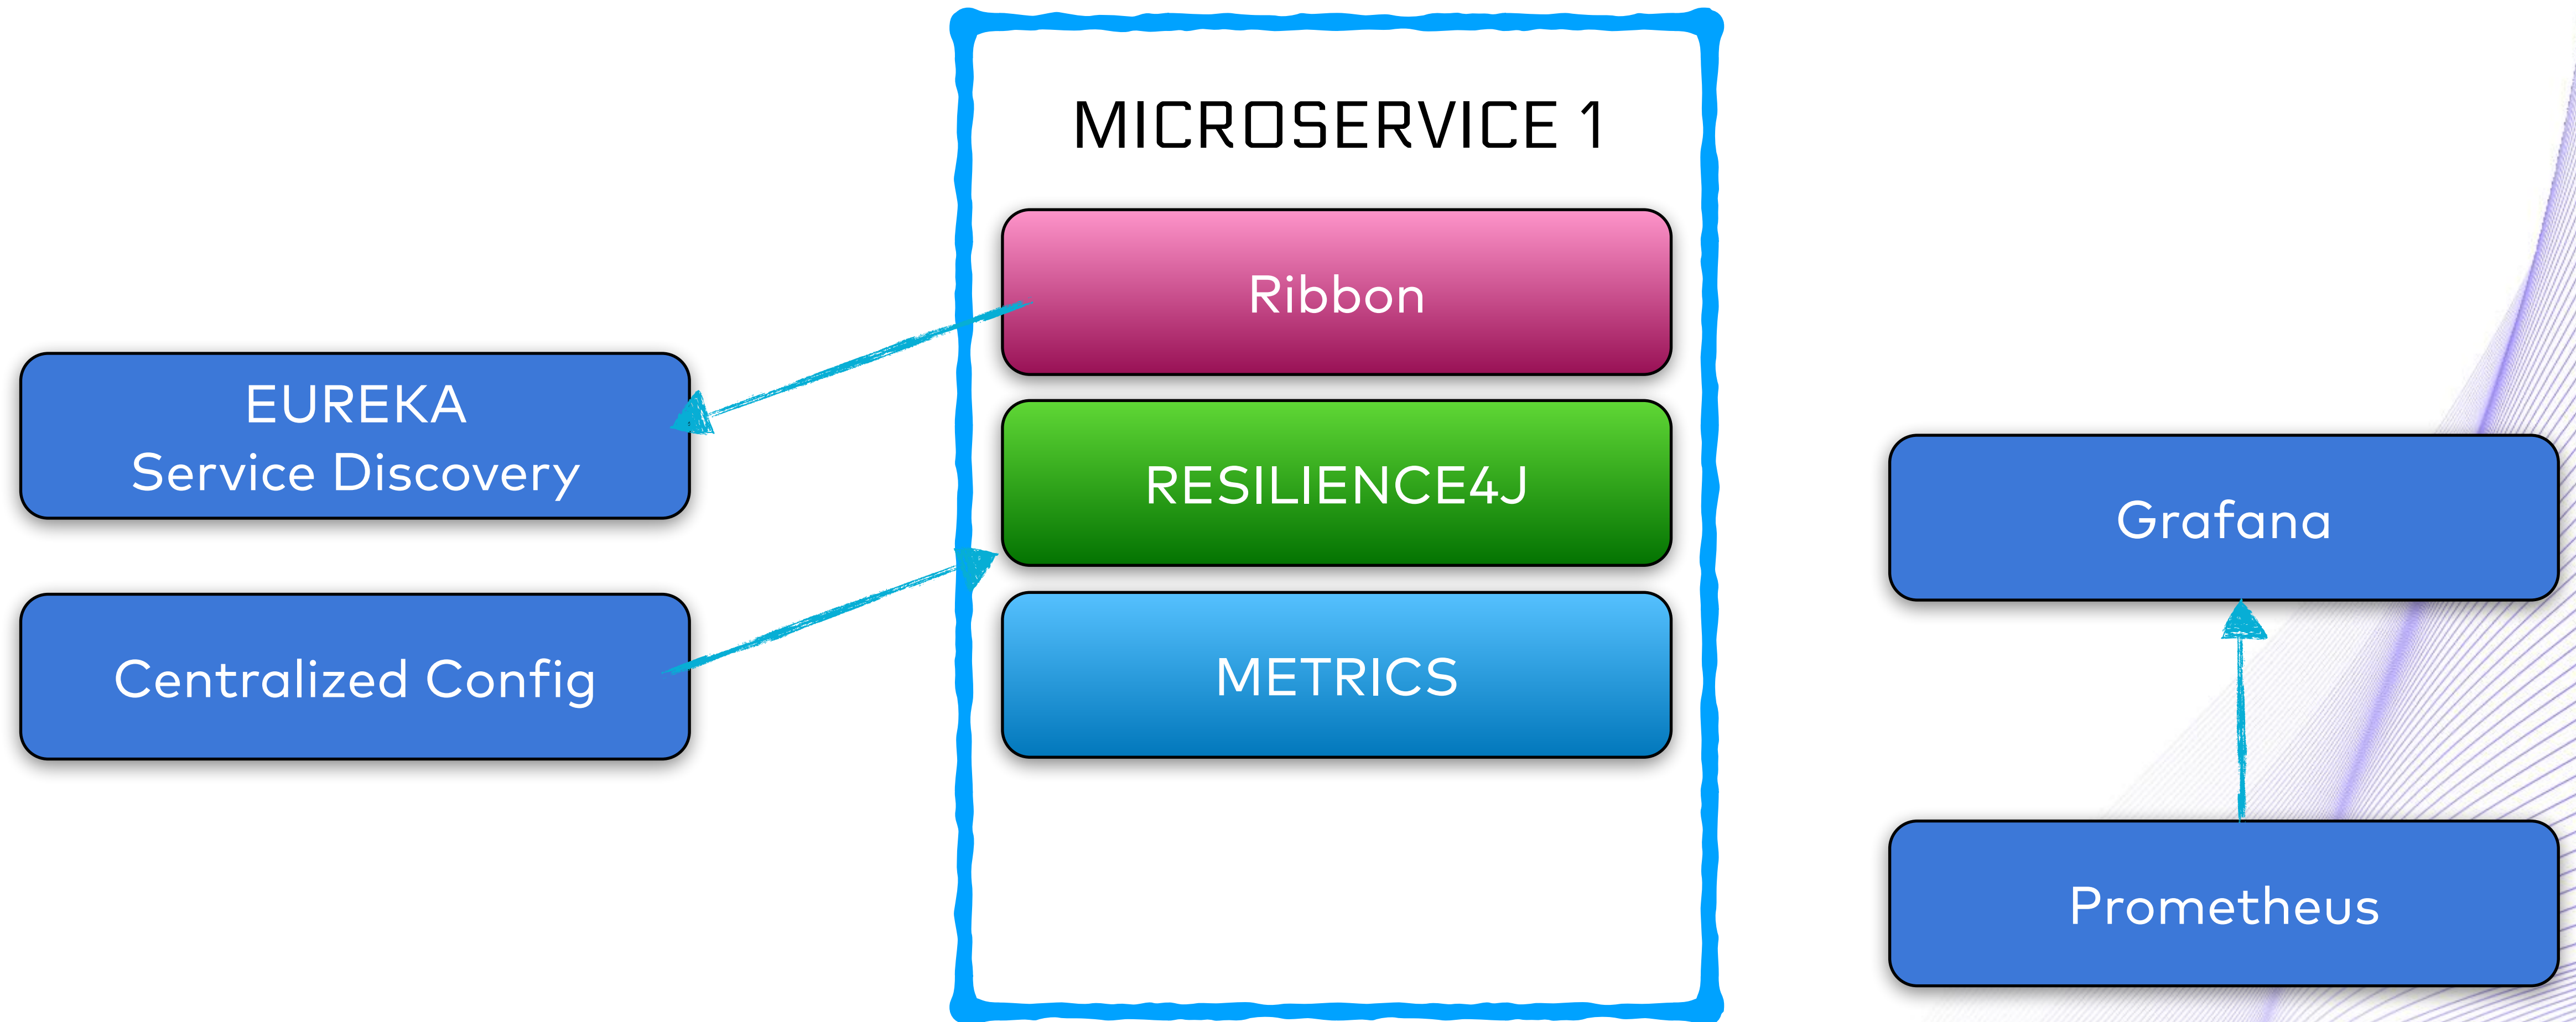 MICROSERVICE 1
Ribbon
EUREKA
Service Discovery
RESILIENCE4J
Grafana
Centralized Config
METRICS
Prometheus